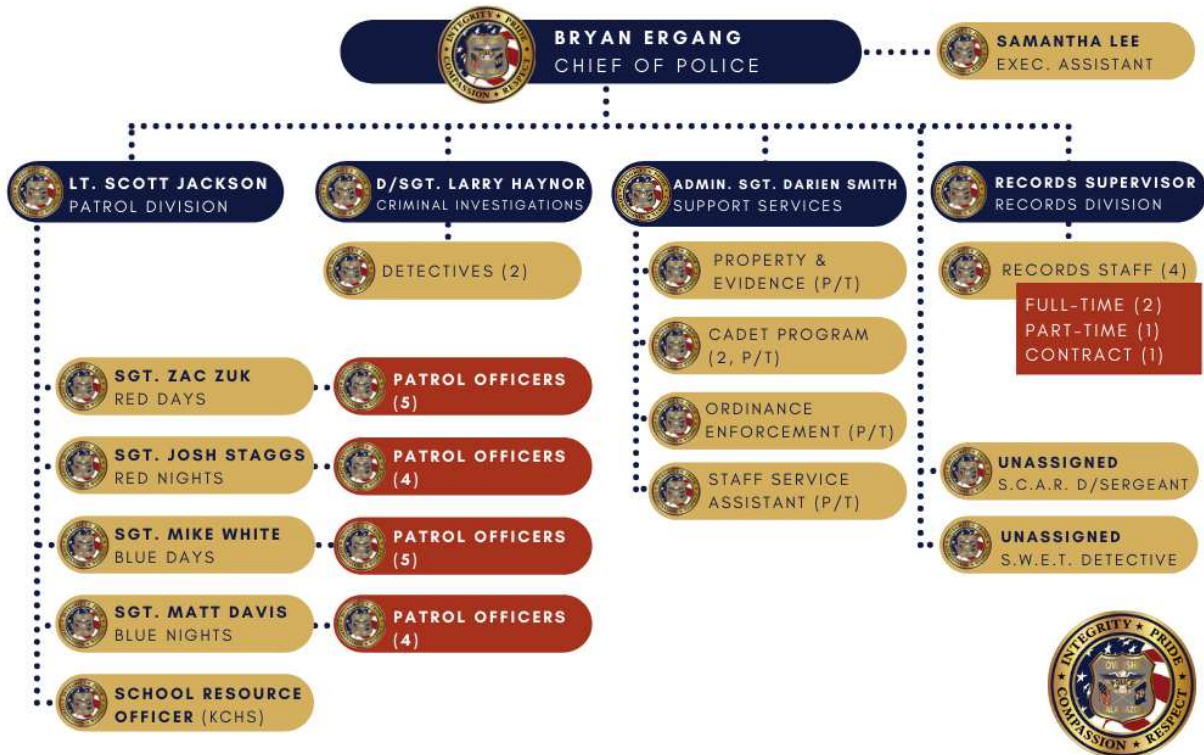 BRYAN ERGANG
CHIEF OF POLICE
SAMANTHA LEE
EXEC. ASSISTANT
LT. SCOTT JACKSON
PATROL DIVISION
D/SGT. LARRY HAYNOR
CRIMINAL INVESTIGATIONS
ADMIN. SGT. DARIEN SMITH
SUPPORT SERVICES
RECORDS SUPERVISOR
RECORDS DIVISION
DETECTIVES (2)
PROPERTY &
EVIDENCE (P/T)
CADET PROGRAM
(2, P/T)
ORDINANCE
ENFORCEMENT (P/T)
STAFF SERVICE
ASSISTANT (P/T)
RECORDS STAFF (4)
FULL-TIME (2)
PART-TIME (1)
CONTRACT (1)
SGT. ZAC ZUK
RED DAYS
PATROL OFFICERS
(5)
SGT. JOSH STAGGS
RED NIGHTS
PATROL OFFICERS
(4)
SGT. MIKE WHITE
BLUE DAYS
PATROL OFFICERS
(5)
SGT. MATT DAVIS
BLUE NIGHTS
PATROL OFFICERS
(4)
SCHOOL RESOURCE
OFFICER (KCHS)
UNASSIGNED
S.C.A.R. D/SERGEANT
UNASSIGNED
S.W.E.T. DETECTIVE
INTEGRITY ★ PRIDE
COMPASSION ★ RESPECT
INTEGRITY ★ PRIDE
COMPASSION ★ RESPECT